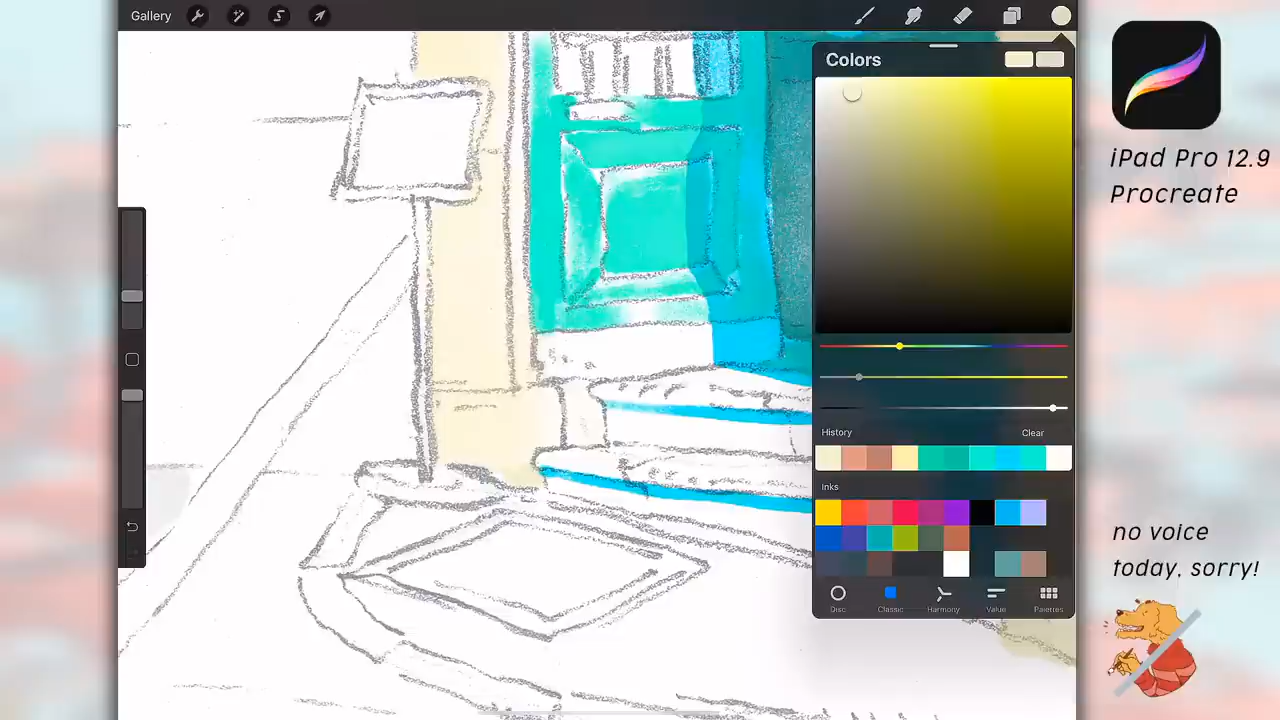 Gallery
Colors
History
Clear
Inks
Disc
Classic
Harmony
Value
Palettes
iPad Pro 12.9
Procreate
no voice
today, sorry!